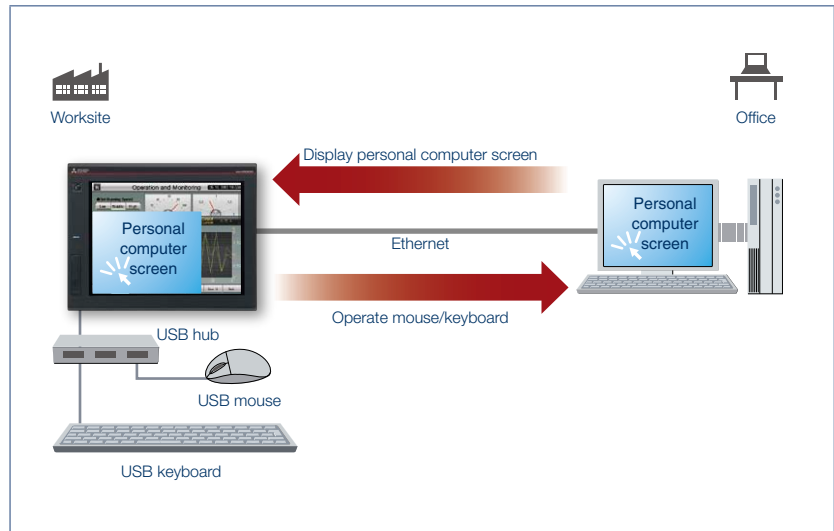 Worksite
Office
Display personal computer screen
MITSUBISHI
Operation and Monitoring
Personal
computer
screen
Personal
computer
screen
Ethernet
Operate mouse/keyboard
USB hub
USB mouse
USB keyboard